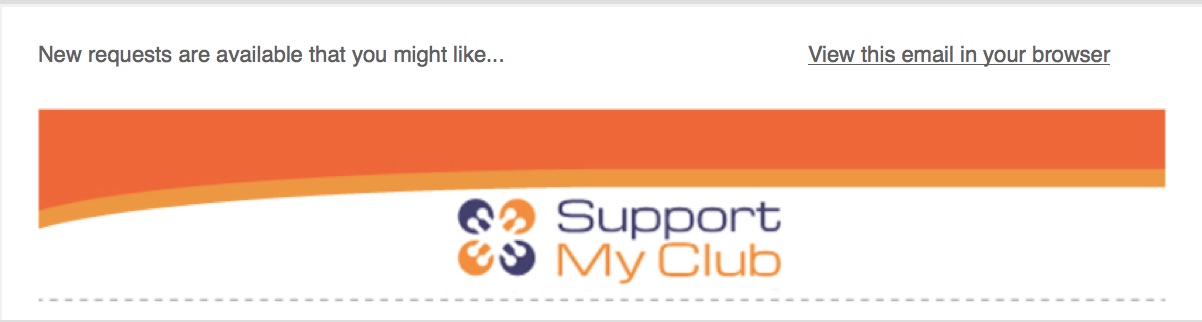 New requests are available that you might like...
View this email in your browser
Support
My Club